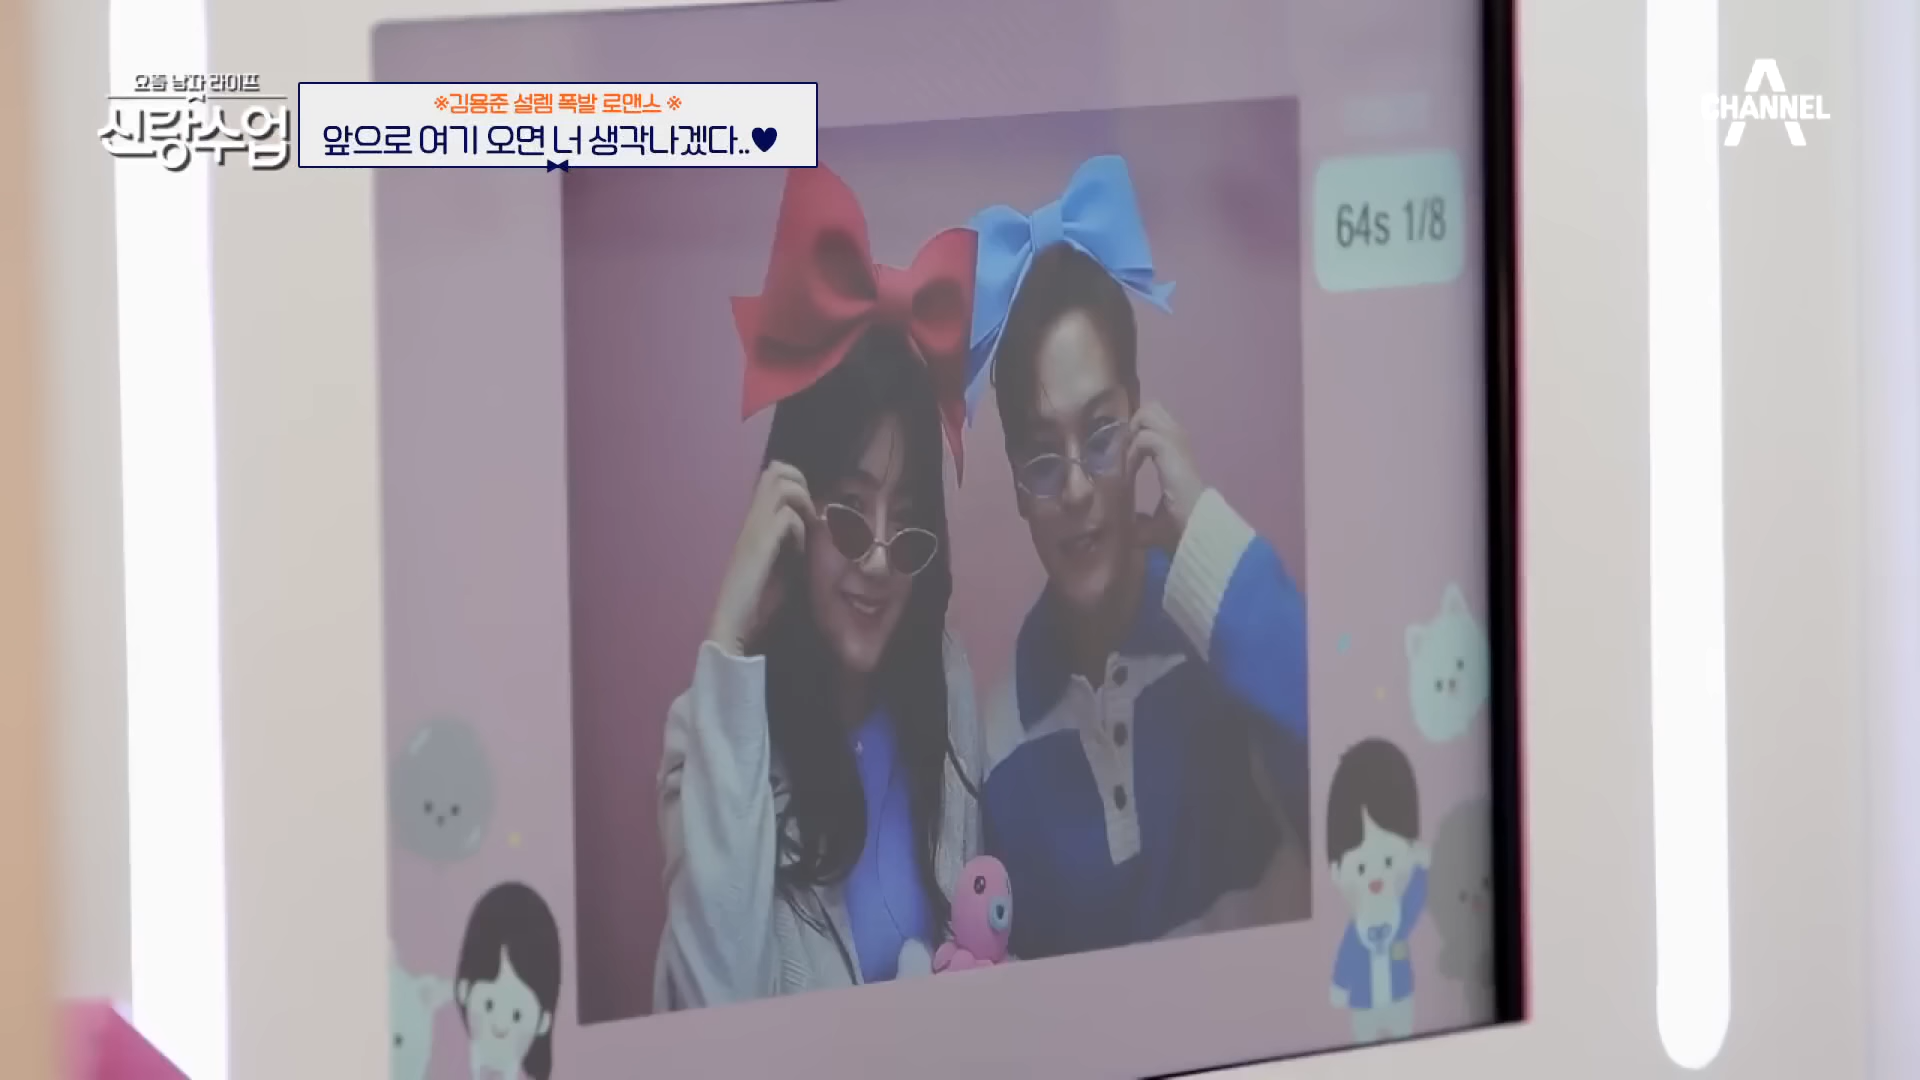 요즘 남자 라이프
신랑수업
※김용준 설렘 폭발 로맨스 ※
앞으로 여기 오면 너 생각나겠다..♥
CHANNEL A
64s 1/8